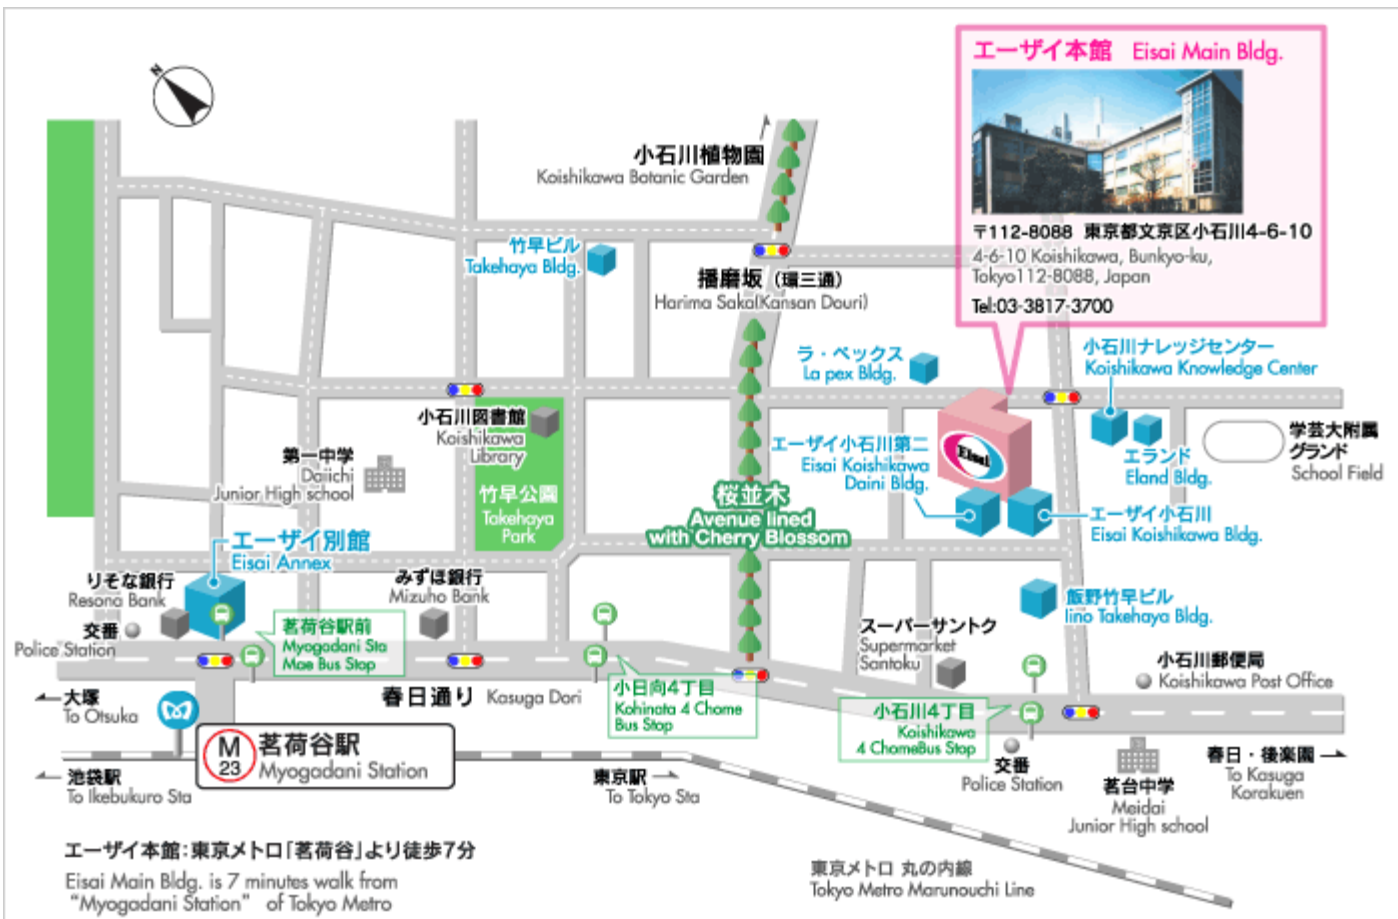 エーザイ本館 Eisai Main Bldg.
〒112-8088 東京都文京区小石川4-6-10
4-6-10 Koishikawa, Bunkyo-ku,
Tokyo112-8088, Japan
Tel:03-3817-3700
N
小石川植物園
Koishikawa Botanic Garden
竹早ビル
Takehaya Bldg.
播磨坂（環三通）
Harima Saka(Kansan Douri)
ラ・ペックス
La pex Bldg.
小石川ナレッジセンター
Koishikawa Knowledge Center
小石川図書館
Koishikawa
Library
第一中学
Daiichi
Junior High school
竹早公園
Takehaya
Park
エーザイ小石川第二
Eisai Koishikawa
Daini Bldg.
Eisai
エランド
Eland Bldg.
学芸大附属
グランド
School Field
桜並木
Avenue lined
with Cherry Blossom
エーザイ小石川
Eisai Koishikawa Bldg.
エーザイ別館
Eisai Annex
りそな銀行
Resona Bank
みずほ銀行
Mizuho Bank
飯野竹早ビル
Iino Takehaya Bldg.
交番
Police Station
茗荷谷駅前
Myogadani Sta
Mae Bus Stop
スーパーサントク
Supermarket
Santoku
小石川郵便局
Koishikawa Post Office
大塚
To Otsuka
春日通り Kasuga Dori
小日向4丁目
Kohinata 4 Chome
Bus Stop
小石川4丁目
Koishikawa
4 ChomeBus Stop
M
23
茗荷谷駅
Myogadani Station
池袋駅
To Ikebukuro Sta
東京駅
To Tokyo Sta
交番
Police Station
茗台中学
Meidai
Junior High school
春日・後楽園
To Kasuga
Korakuen
エーザイ本館：東京メトロ「茗荷谷」より徒歩7分
Eisai Main Bldg. is 7 minutes walk from
“Myogadani Station” of Tokyo Metro
東京メトロ 丸の内線
Tokyo Metro Marunouchi Line